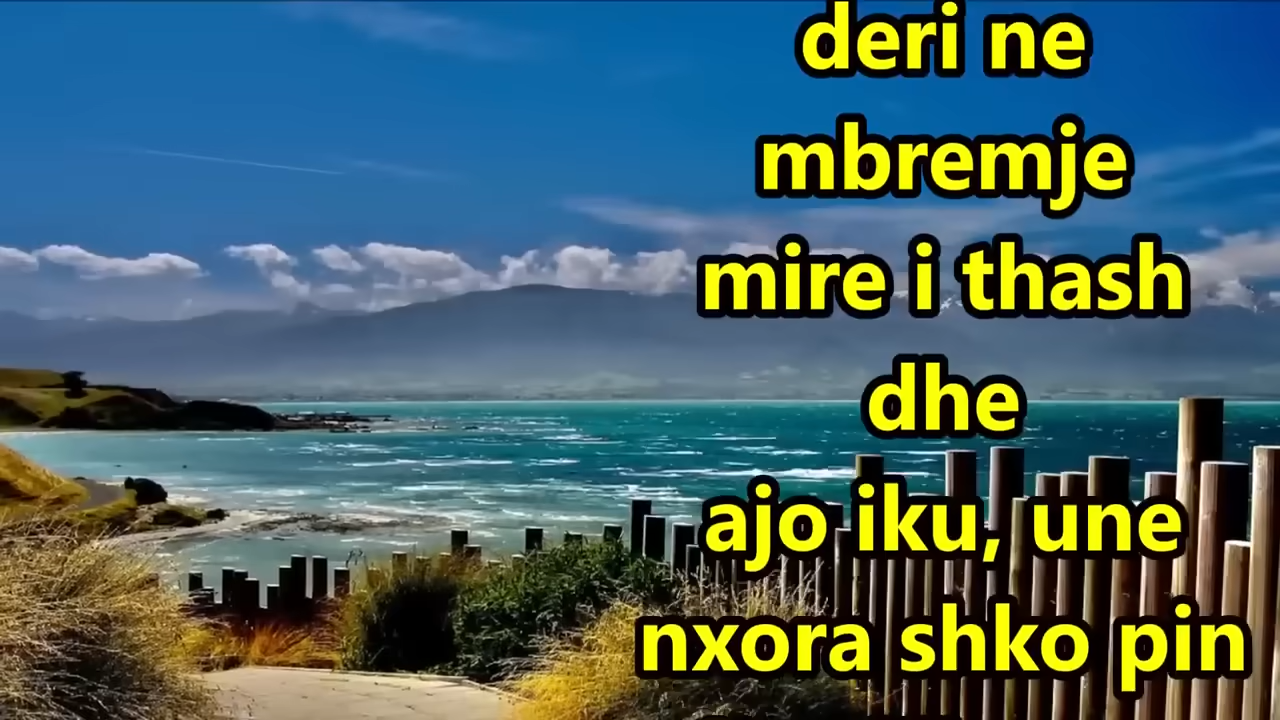 deri ne
mbremje
mire i thash
dhe
ajo iku, une
nxora shko pin